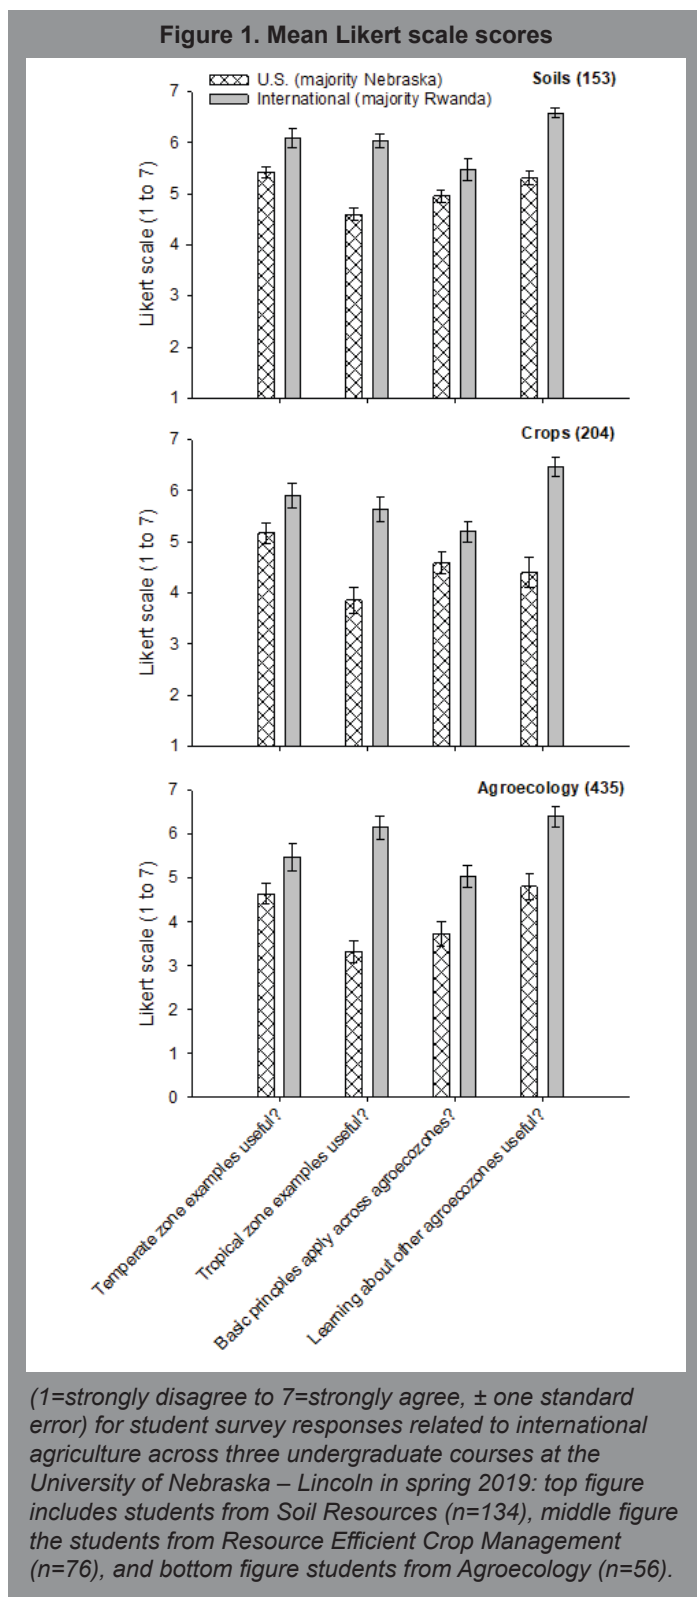 Figure 1. Mean Likert scale scores
U.S. (majority Nebraska)
International (majority Rwanda)
Soils (153)
Likert scale (1 to 7)
7
6
5
4
3
2
1
Crops (204)
Likert scale (1 to 7)
7
6
5
4
3
2
1
Agroecology (435)
Likert scale (1 to 7)
7
6
5
4
3
2
1
0
Temperate zone examples useful?
Tropical zone examples useful?
Basic princples apply across agroecozones?
Learning about other agroecozones useful?
(1=strongly disagree to 7=strongly agree, ± one standard
error) for student survey responses related to international
agriculture across three undergraduate courses at the
University of Nebraska – Lincoln in spring 2019: top figure
includes students from Soil Resources (n=134), middle figure
the students from Resource Efficient Crop Management
(n=76), and bottom figure students from Agroecology (n=56).